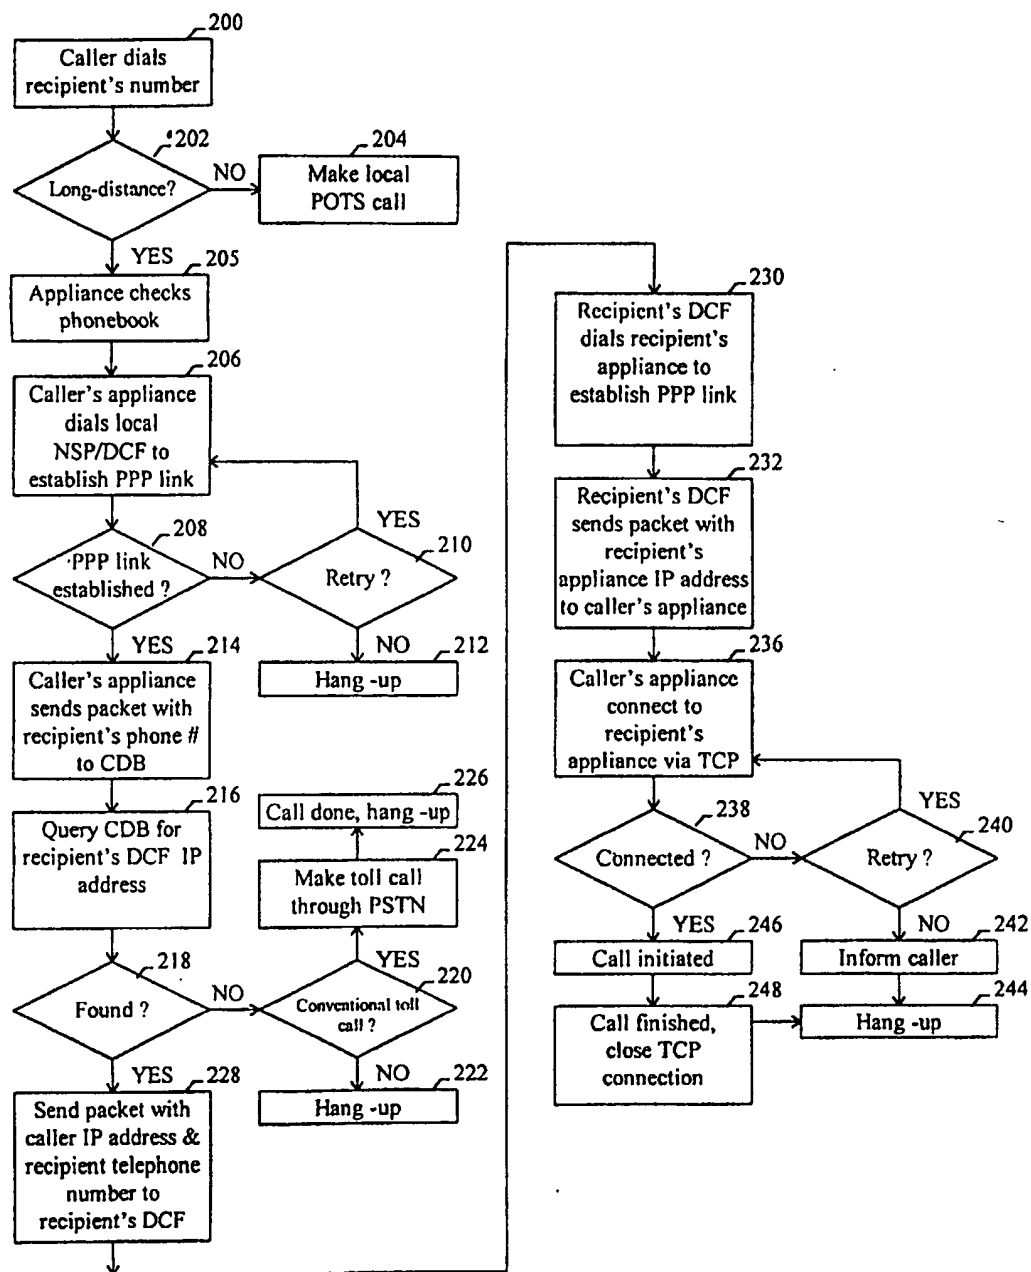 200
Caller dials
recipient's number
202
Long-distance?
NO
204
Make local
POTS call
YES
205
Appliance checks
phonebook
206
Caller's appliance
dials local
NSP/DCF to
establish PPP link
208
PPP link
established ?
NO
YES
210
Retry ?
NO
212
Hang -up
YES
214
Caller's appliance
sends packet with
recipient's phone #
to CDB
216
Query CDB for
recipient's DCF IP
address
218
Found ?
NO
220
Conventional toll
call ?
YES
224
Make toll call
through PSTN
226
Call done, hang -up
NO
222
Hang -up
YES
228
Send packet with
caller IP address &
recipient telephone
number to
recipient's DCF
230
Recipient's DCF
dials recipient's
appliance to
establish PPP link
232
Recipient's DCF
sends packet with
recipient's
appliance IP address
to caller's appliance
236
Caller's appliance
connect to
recipient's
appliance via TCP
238
Connected ?
NO
YES
240
Retry ?
NO
242
Inform caller
244
Hang -up
YES
246
Call initiated
248
Call finished,
close TCP
connection